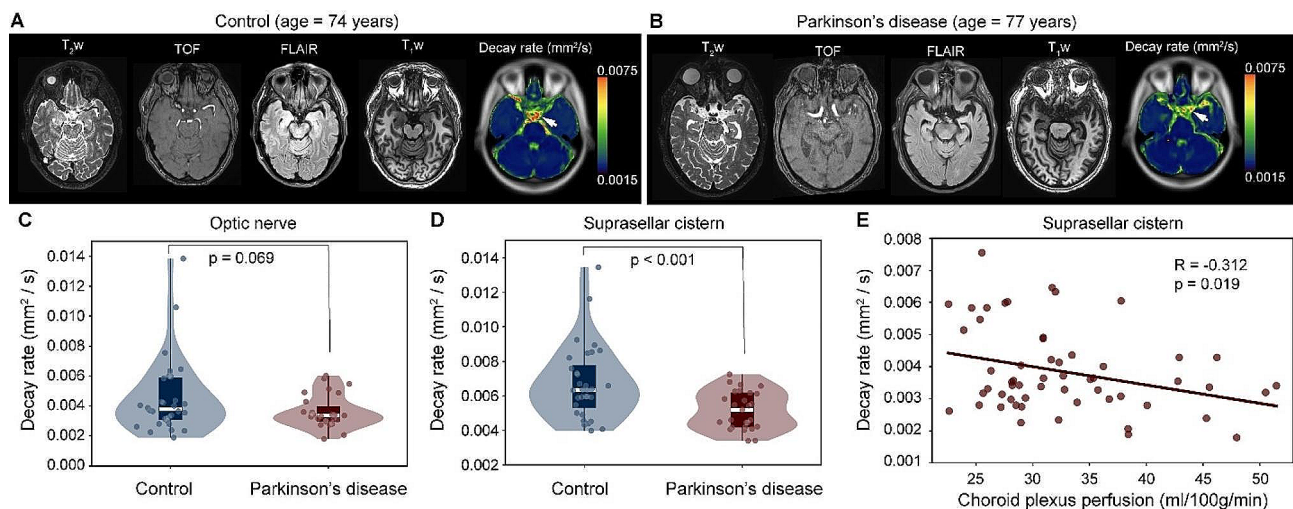 A Control (age = 74 years)
T₂w TOF FLAIR T₁w Decay rate (mm²/s)
0.0075
0.0015
B Parkinson's disease (age = 77 years)
T₂w TOF FLAIR T₁w Decay rate (mm²/s)
0.0075
0.0015
C Optic nerve
Decay rate (mm² / s)
0.014
0.012
0.010
0.008
0.006
0.004
0.002
0.000
p = 0.069
Control Parkinson's disease
D Suprasellar cistern
Decay rate (mm² / s)
0.014
0.012
0.010
0.008
0.006
0.004
0.002
p < 0.001
Control Parkinson's disease
E Suprasellar cistern
Decay rate (mm² / s)
0.008
0.007
0.006
0.005
0.004
0.003
0.002
0.001
R = -0.312
p = 0.019
25 30 35 40 45 50
Choroid plexus perfusion (ml/100g/min)